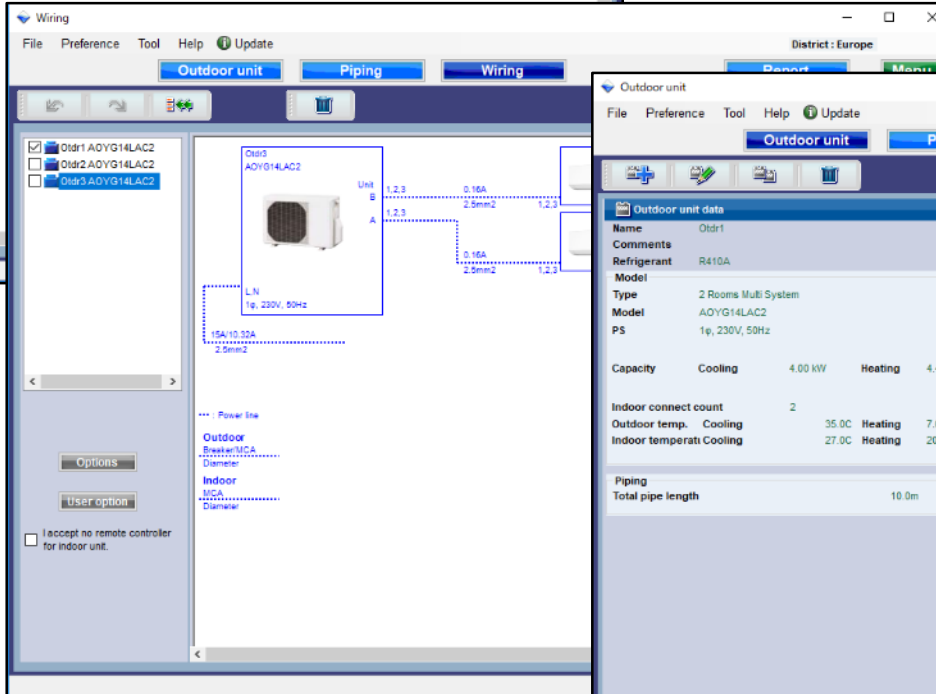 Wiring
File Preference Tool Help Update
District : Europe
Outdoor unit Piping Wiring
Report
Otdr1 AOYG14LAC2
Otdr2 AOYG14LAC2
Otdr3 AOYG14LAC2
Options
User option
I accept no remote controller
for indoor unit.
Otdr3
AOYG14LAC2
Unit
B
A
1,2,3
1,2,3
0.16A
2.5mm2
1,2,3
0.16A
2.5mm2
1,2,3
L,N
1φ, 230V, 50Hz
15A/10.32A
2.5mm2
: Power line
Outdoor
Breaker/MCA
Diameter
Indoor
MCA
Diameter
Outdoor unit
File Preference Tool Help Update
Outdoor unit
Outdoor unit data
Name Otdr1
Comments
Refrigerant R410A
Model
Type 2 Rooms Multi System
Model AOYG14LAC2
PS 1φ, 230V, 50Hz
Capacity Cooling 4.00 kW Heating 4.
Indoor connect count 2
Outdoor temp. Cooling 35.0C Heating 7.
Indoor temperati Cooling 27.0C Heating 20
Piping
Total pipe length 10.0m